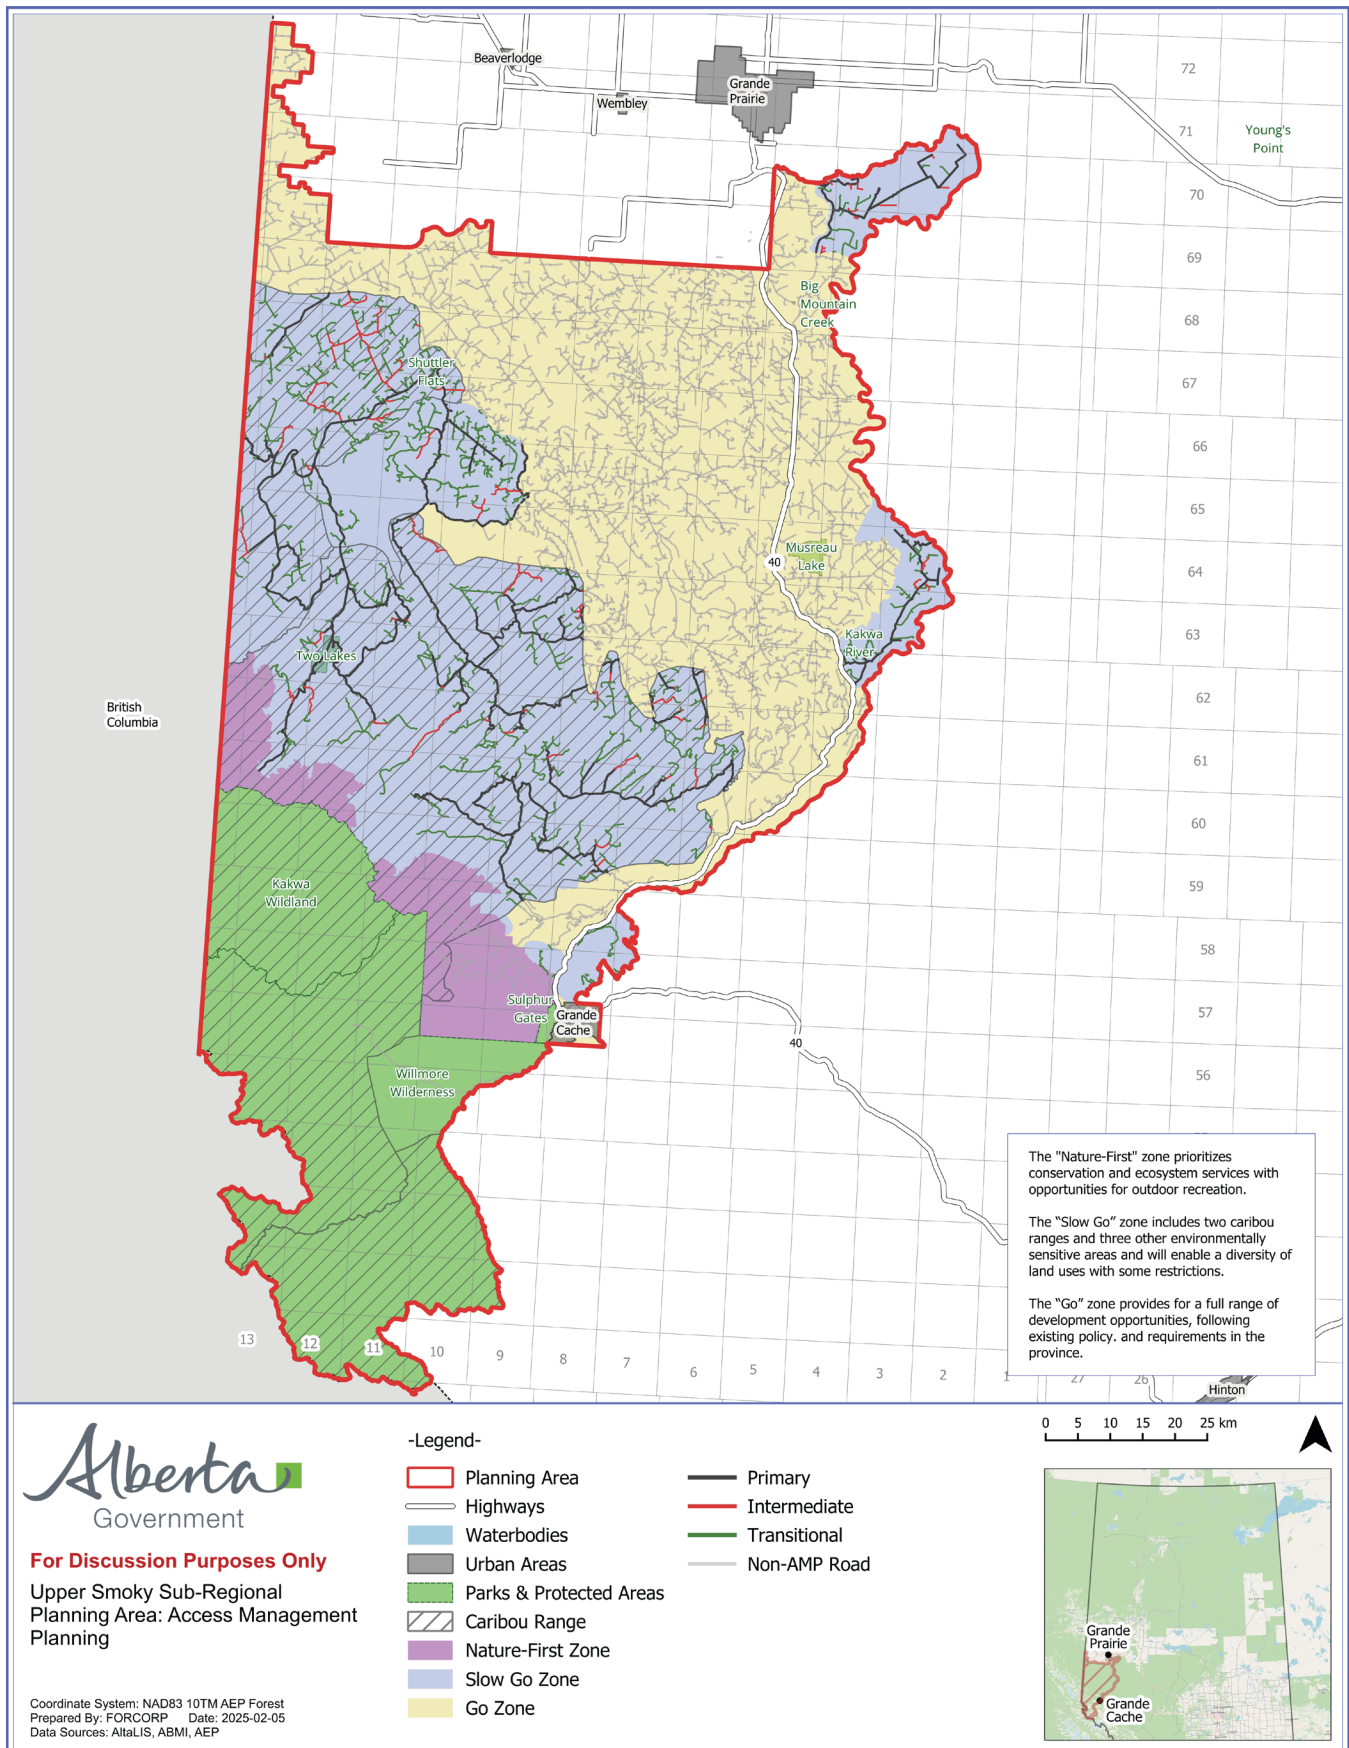 Beaverlodge
Wembley
Grande
Prairie
Young's
Point
72
71
70
69
68
67
66
65
64
63
62
61
60
59
58
57
56
Big
Mountain
Creek
Shuttler
Flats
Musreau
Lake
40
Kakwa
River
Two Lakes
British
Columbia
Kakwa
Wildland
Sulphur
Gates
Grande
Cache
40
Willmore
Wilderness
13
12
11
10
9
8
7
6
5
4
3
2
1
27
26
Hinton
The "Nature-First" zone prioritizes
conservation and ecosystem services with
opportunities for outdoor recreation.
The “Slow Go” zone includes two caribou
ranges and three other environmentally
sensitive areas and will enable a diversity of
land uses with some restrictions.
The “Go” zone provides for a full range of
development opportunities, following
existing policy. and requirements in the
province.
Alberta
Government
For Discussion Purposes Only
Upper Smoky Sub-Regional
Planning Area: Access Management
Planning
Coordinate System: NAD83 10TM AEP Forest
Prepared By: FORCORP Date: 2025-02-05
Data Sources: AltaLIS, ABMI, AEP
-Legend-
Planning Area
Highways
Waterbodies
Urban Areas
Parks & Protected Areas
Caribou Range
Nature-First Zone
Slow Go Zone
Go Zone
Primary
Intermediate
Transitional
Non-AMP Road
0 5 10 15 20 25 km
Grande
Prairie
Grande
Cache